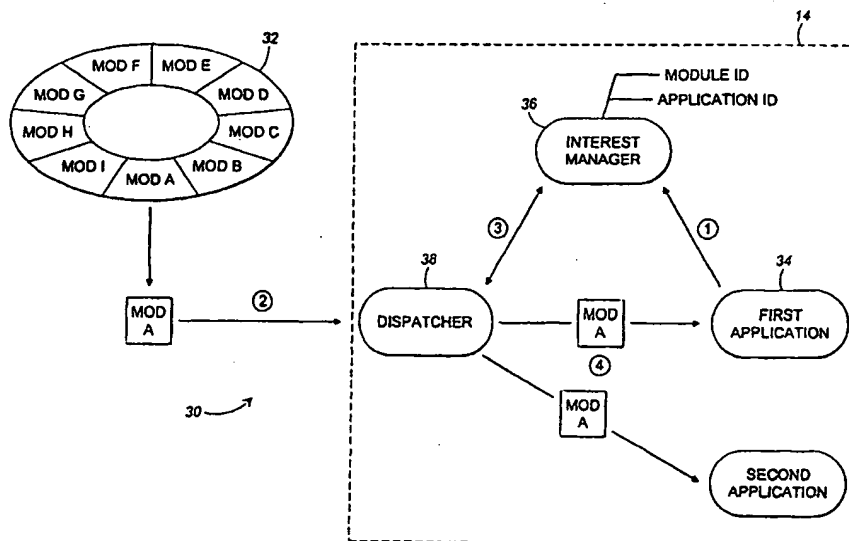 32
14
MOD F
MOD E
MOD G
MOD D
MOD H
MOD C
MOD I
MOD A
MOD B
MODULE ID
APPLICATION ID
36
INTEREST
MANAGER
3
1
38
34
MOD
A
2
DISPATCHER
MOD
A
FIRST
APPLICATION
4
30
MOD
A
SECOND
APPLICATION